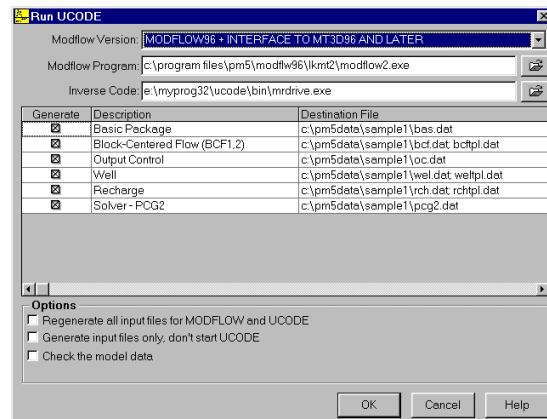 Run UCODE
Modflow Version: MODFLOW96 + INTERFACE TO MT3D96 AND LATER
Modflow Program: c:\program files\pm5\modflw96\lkmt2\modflow2.exe
Inverse Code: e:\myprog32\ucode\bin\mrdrive.exe
Generate Description Destination File
Basic Package c:\pm5data\sample1\bas.dat
Block-Centered Flow (BCF1,2) c:\pm5data\sample1\bcf.dat; bcftpl.dat
Output Control c:\pm5data\sample1\oc.dat
Well c:\pm5data\sample1\wel.dat; weltpl.dat
Recharge c:\pm5data\sample1\rch.dat; rchtpl.dat
Solver - PCG2 c:\pm5data\sample1\pcg2.dat
Options
Regenerate all input files for MODFLOW and UCODE
Generate input files only, don't start UCODE
Check the model data
OK Cancel Help